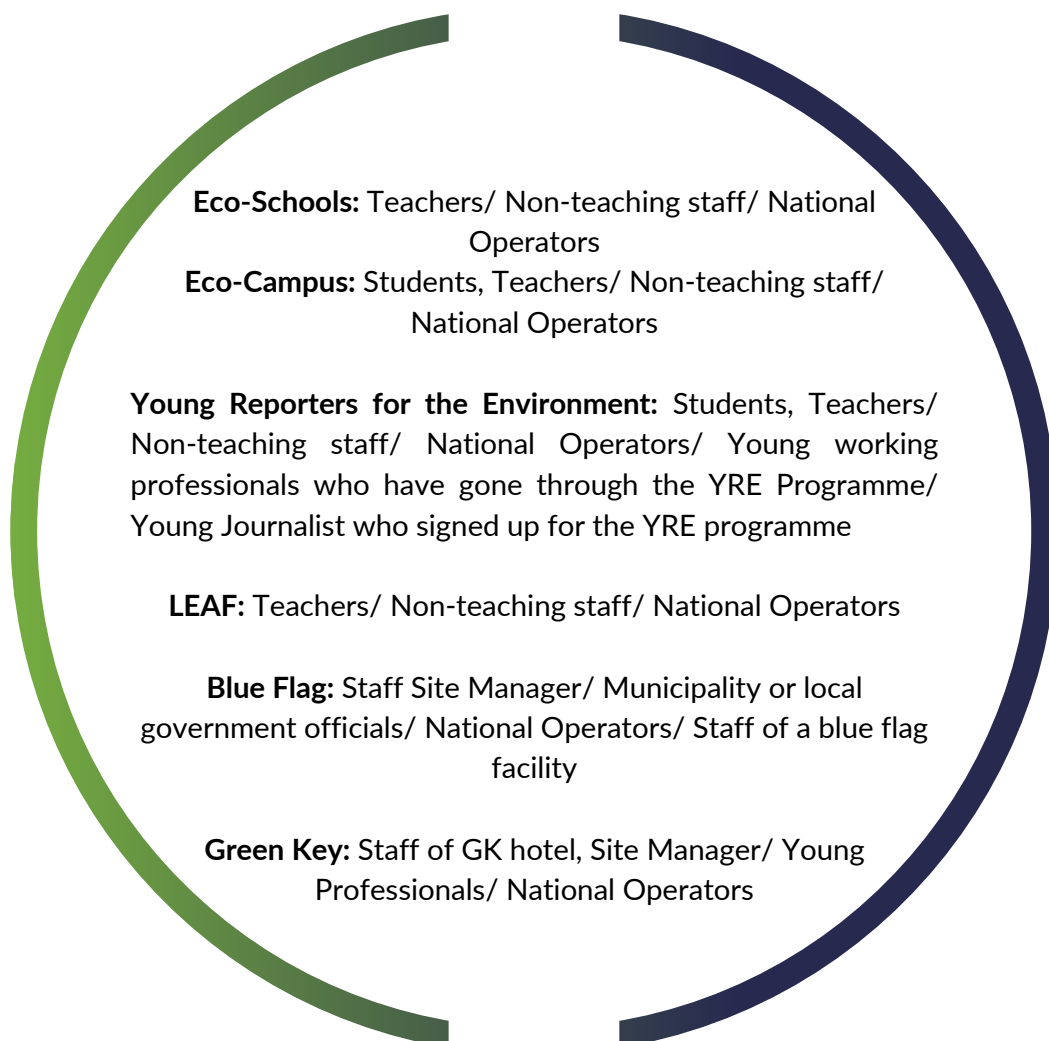 Eco-Schools: Teachers/ Non-teaching staff/ National
Operators
Eco-Campus: Students, Teachers/ Non-teaching staff/
National Operators
Young Reporters for the Environment: Students, Teachers/
Non-teaching staff/ National Operators/ Young working
professionals who have gone through the YRE Programme/
Young Journalist who signed up for the YRE programme
LEAF: Teachers/ Non-teaching staff/ National Operators
Blue Flag: Staff Site Manager/ Municipality or local
government officials/ National Operators/ Staff of a blue flag
facility
Green Key: Staff of GK hotel, Site Manager/ Young
Professionals/ National Operators